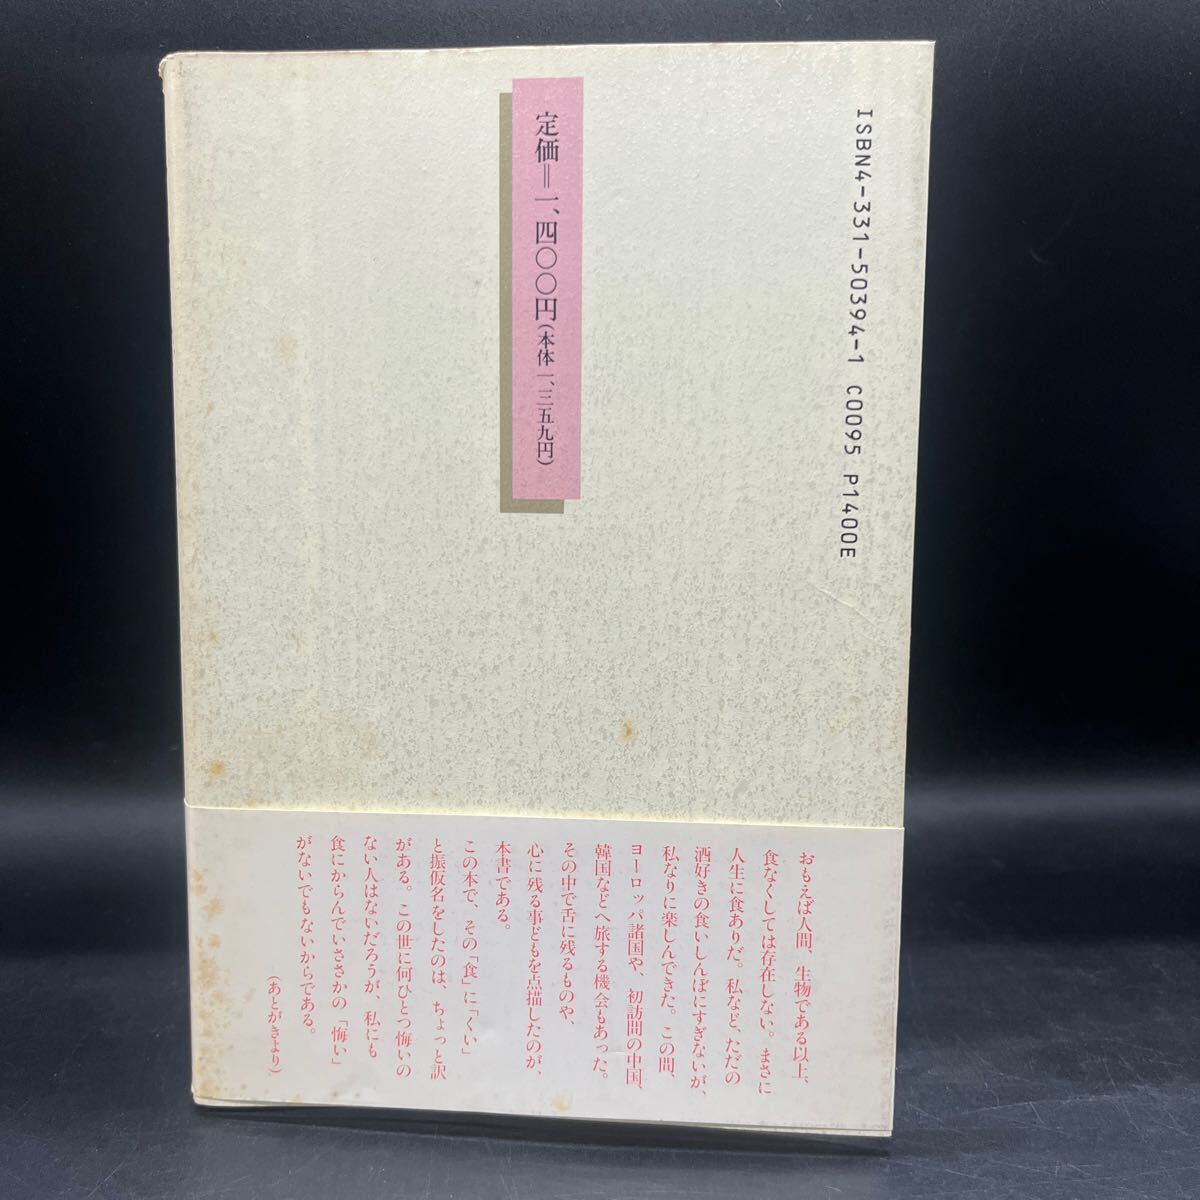 ISBN4-331-50394-1 C0095 P1400E
定価＝一、四〇〇円（本体一、三五九円）
おもえば人間、生物である以上、
食なくしては存在しない。まさに
人生に食ありだ。私など、ただの
酒好きの食いしんぼにすぎないが、
私なりに楽しんできた。この間、
ヨーロッパ諸国や、初訪問の中国、
韓国などへ旅する機会もあった。
その中で舌に残るものや、
心に残る事どもを点描したのが、
本書である。
この本で、その「食」に「くい」
と振仮名をしたのは、ちょっと訳
がある。この世に何ひとつ悔いの
ない人はないだろうが、私にも
食にからんでいささかの「悔い」
がないでもないからである。
（あとがきより）